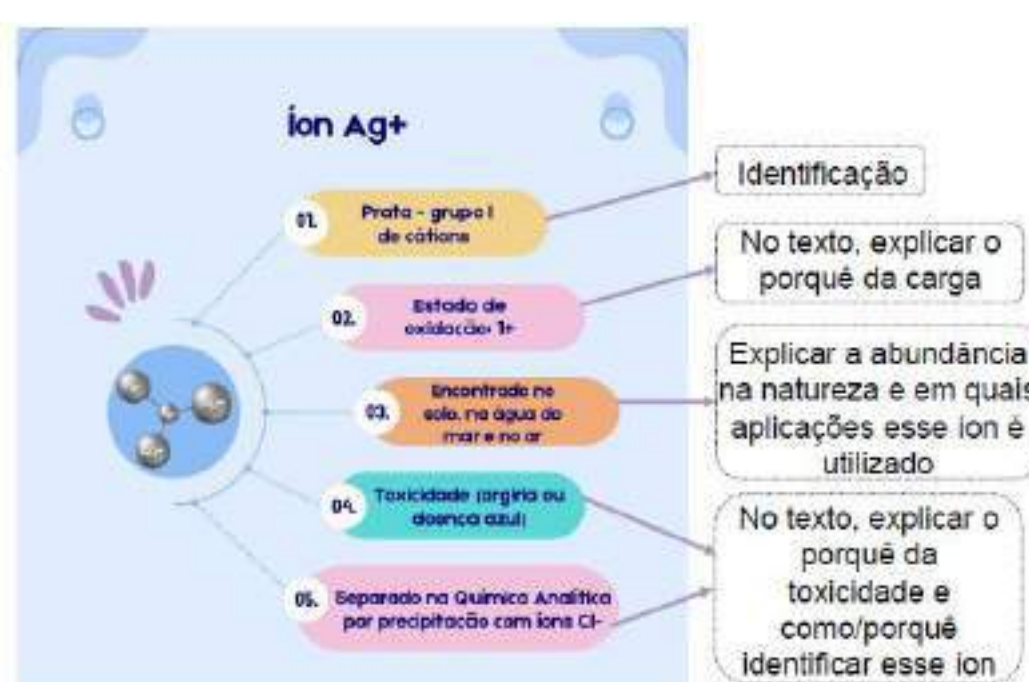 íon Ag+
01.
Prata - grupo I
de cátions
02.
Estado de
oxidação: 1+
03.
Encontrado no
solo, na água do
mar e no ar
04.
Toxicidade (argiria ou
doença azul)
05.
Separado na Química Analítica
por precipitação com íons Cl-
Identificação
No texto, explicar o
porquê da carga
Explicar a abundância
na natureza e em quais
aplicações esse ion é
utilizado
No texto, explicar o
porquê da
toxicidade e
como/porquê
identificar esse ion